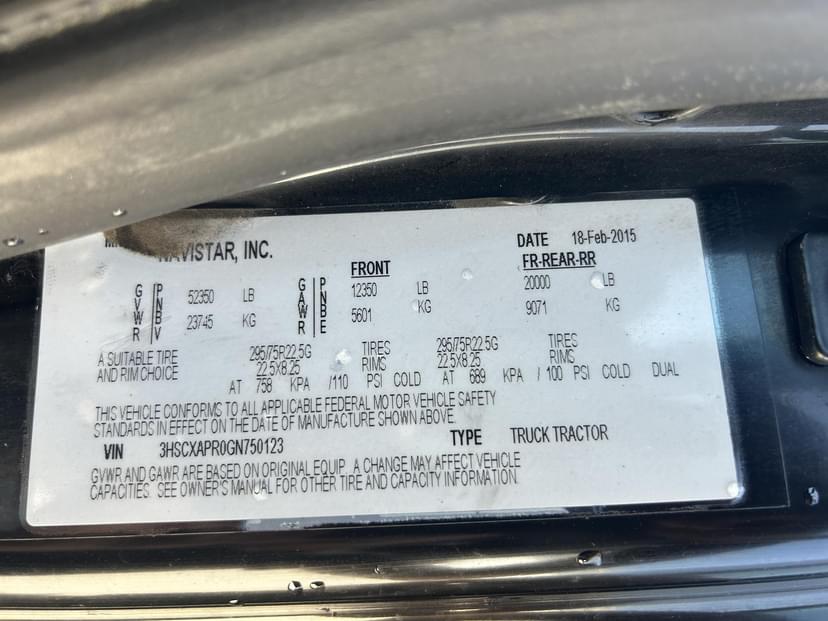 NAVISTAR, INC. DATE 18-Feb-2015
FRONT FR-REAR-RR
GVWR PNBV 52350 LB GAWR PNBE 12350 LB 20000 LB
23745 KG 5601 KG 9071 KG
A SUITABLE TIRE 295/75R22.5G TIRES 295/75R22.5G
AND RIM CHOICE 22.5X8.25 RIMS 22.5X8.25
AT 758 KPA /110 PSI COLD AT 689 KPA / 100 PSI COLD DUAL
THIS VEHICLE CONFORMS TO ALL APPLICABLE FEDERAL MOTOR VEHICLE SAFETY
STANDARDS IN EFFECT ON THE DATE OF MANUFACTURE SHOWN ABOVE.
VIN 3HSCXAPR0GN750123 TYPE TRUCK TRACTOR
GVWR AND GAWR ARE BASED ON ORIGINAL EQUIP. A CHANGE MAY AFFECT VEHICLE
CAPACITIES. SEE OWNER'S MANUAL FOR OTHER TIRE AND CAPACITY INFORMATION.